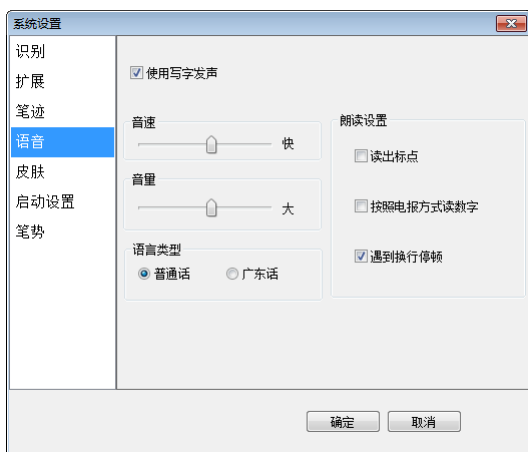 系统设置
识别
扩展
笔迹
语音
皮肤
启动设置
笔势
使用写字发声
音速
快
音量
大
语言类型
普通话 广东话
朗读设置
读出标点
按照电报方式读数字
遇到换行停顿
确定 取消